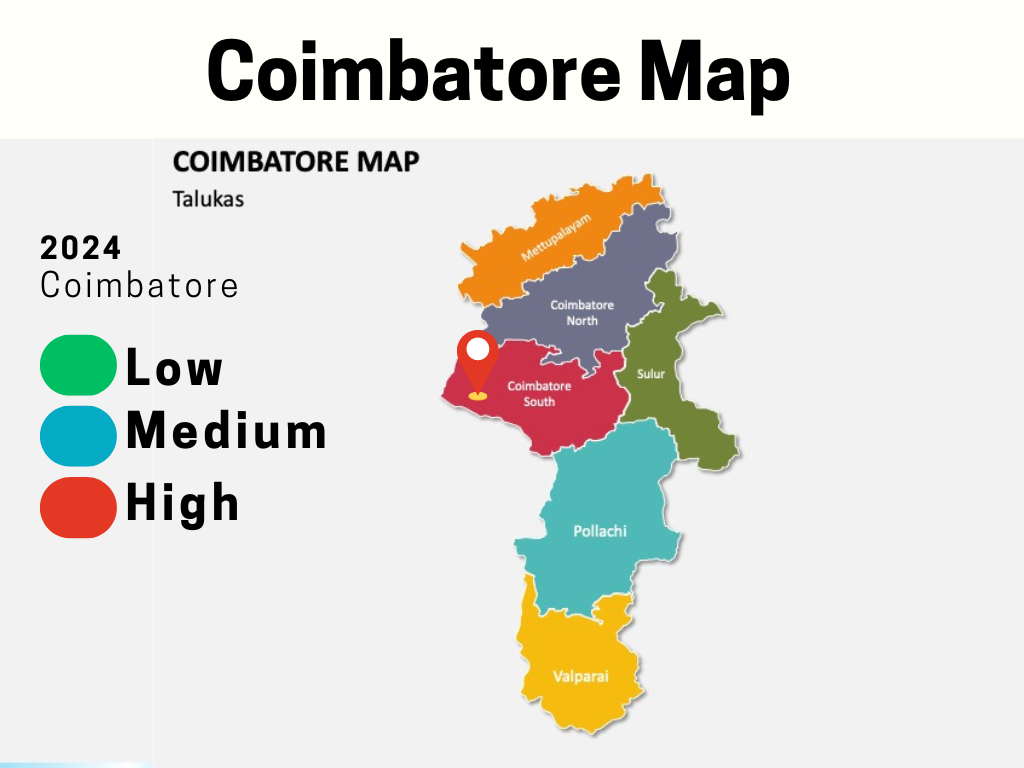 Coimbatore Map
COIMBATORE MAP
Talukas
2024
Coimbatore
Low
Medium
High
Mettupalayam
Coimbatore
North
Coimbatore
South
Sulur
Pollachi
Valparai